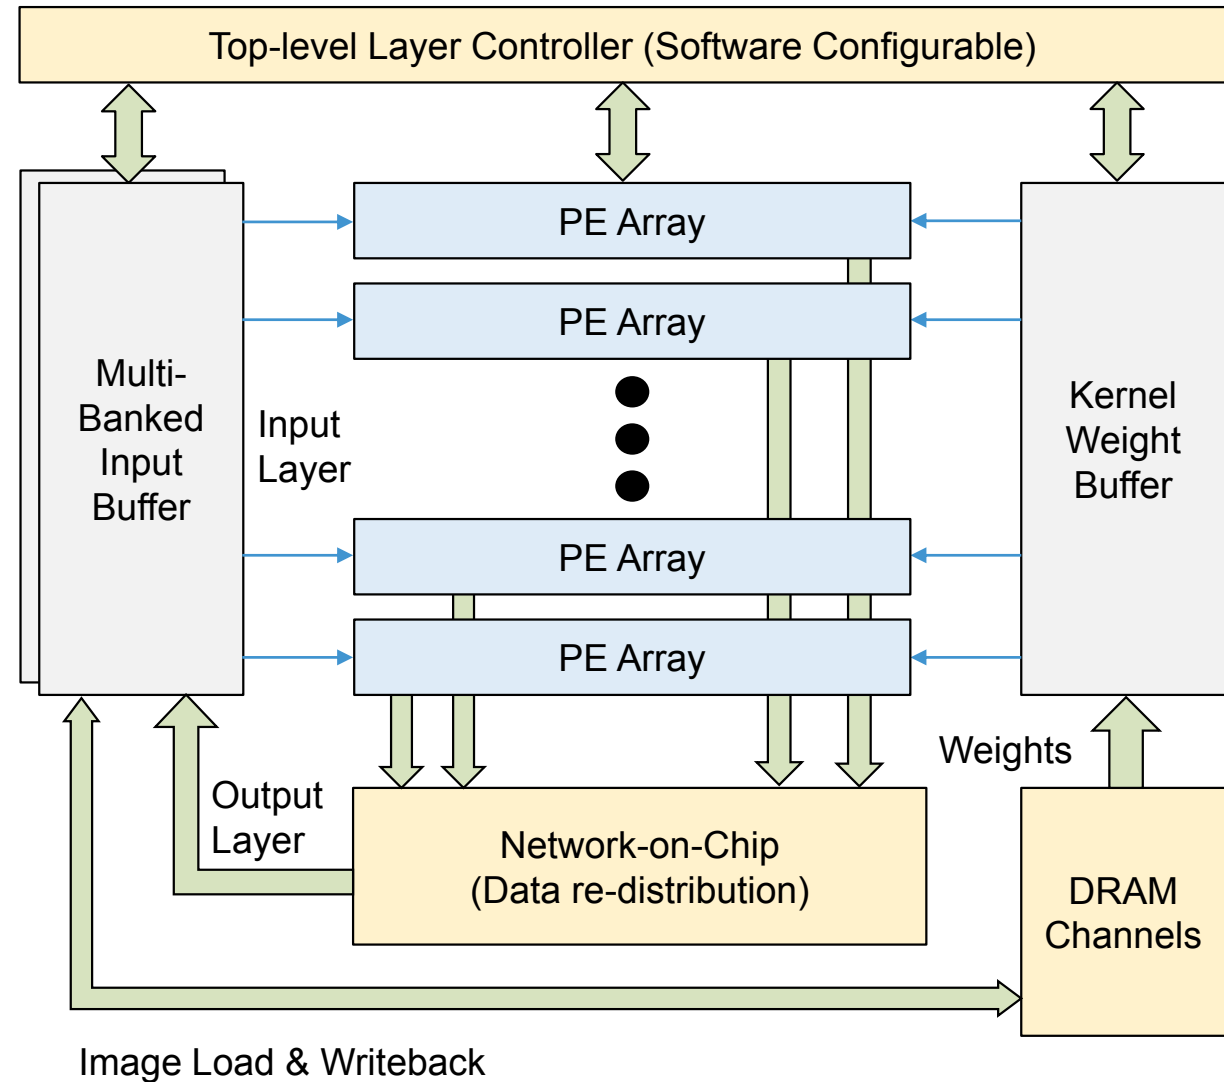 Top-level Layer Controller (Software Configurable)
PE Array
PE Array
Multi-
Banked
Input
Buffer
Input
Layer
Kernel
Weight
Buffer
PE Array
PE Array
Weights
Output
Layer
Network-on-Chip
(Data re-distribution)
DRAM
Channels
Image Load & Writeback